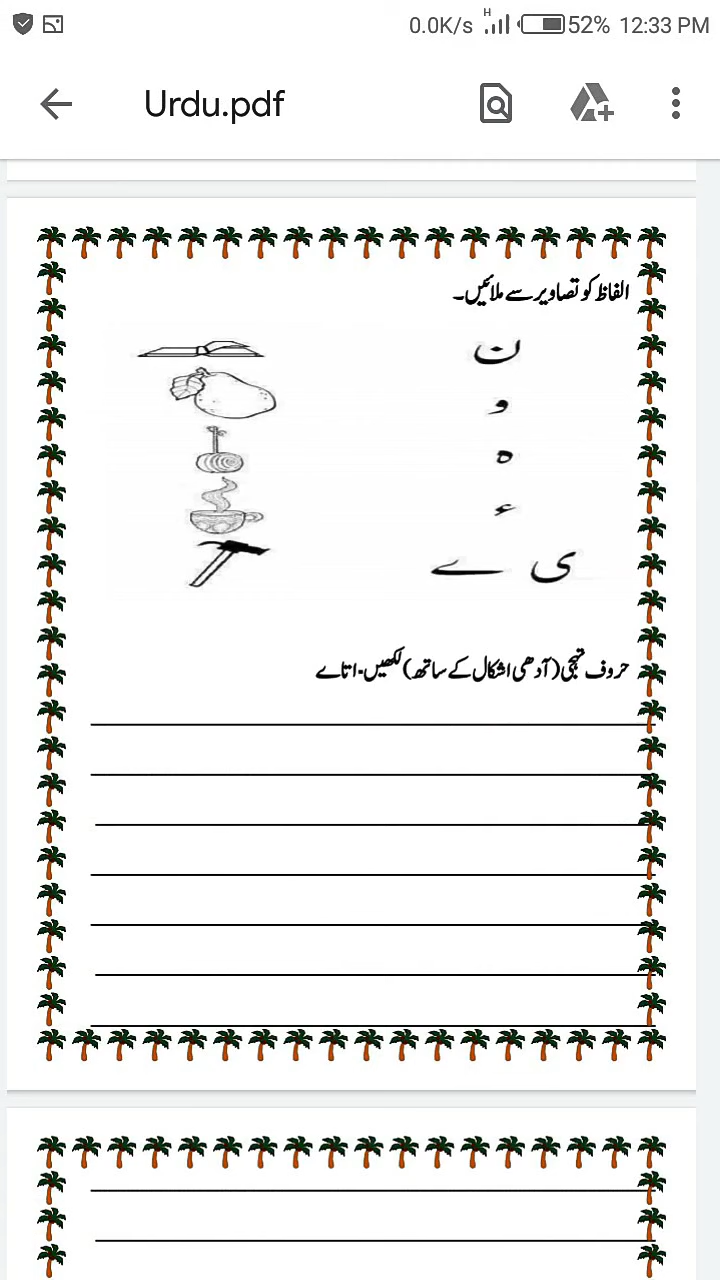 0.0K/s H 52% 12:33 PM
Urdu.pdf
الفاظ کو تصاویر سے ملائیں۔
ن
و
ہ
ء
ی ے
حروف تہجی (آدھی اشکال کے ساتھ) لکھیں۔ ا تا ے